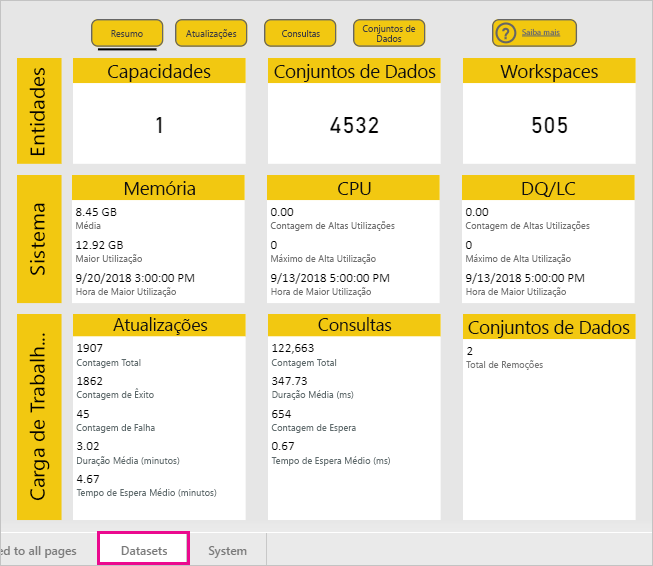 Resumo
Atualizações
Consultas
Conjuntos de
Dados
?
Saiba mais
Entidades
Capacidades
1
Conjuntos de Dados
4532
Workspaces
505
Sistema
Memória
8.45 GB
Média
12.92 GB
Maior Utilização
9/20/2018 3:00:00 PM
Hora de Maior Utilização
CPU
0.00
Contagem de Altas Utilizações
0
Máximo de Alta Utilização
9/13/2018 5:00:00 PM
Hora de Maior Utilização
DQ/LC
0.00
Contagem de Altas Utilizações
0
Máximo de Alta Utilização
9/13/2018 5:00:00 PM
Hora de Maior Utilização
Carga de Trabalh...
Atualizações
1907
Contagem Total
1862
Contagem de Êxito
45
Contagem de Falha
3.02
Duração Média (minutos)
4.67
Tempo de Espera Médio (minutos)
Consultas
122,663
Contagem Total
347.73
Duração Média (ms)
654
Contagem de Espera
0.67
Tempo de Espera Médio (ms)
Conjuntos de Dados
2
Total de Remoções
ed to all pages
Datasets
System